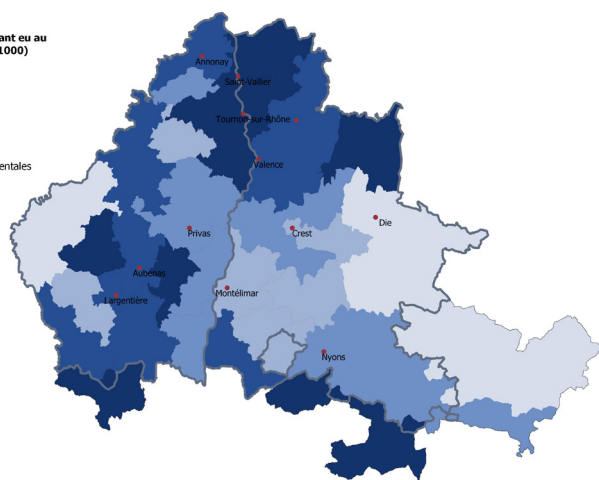 ant eu au
1000)
Annonay
Saint-Vallier
Tournon-sur-Rhône
Valence
entales
Die
Privas
Crest
Aubenas
Montélimar
Largentière
Nyons